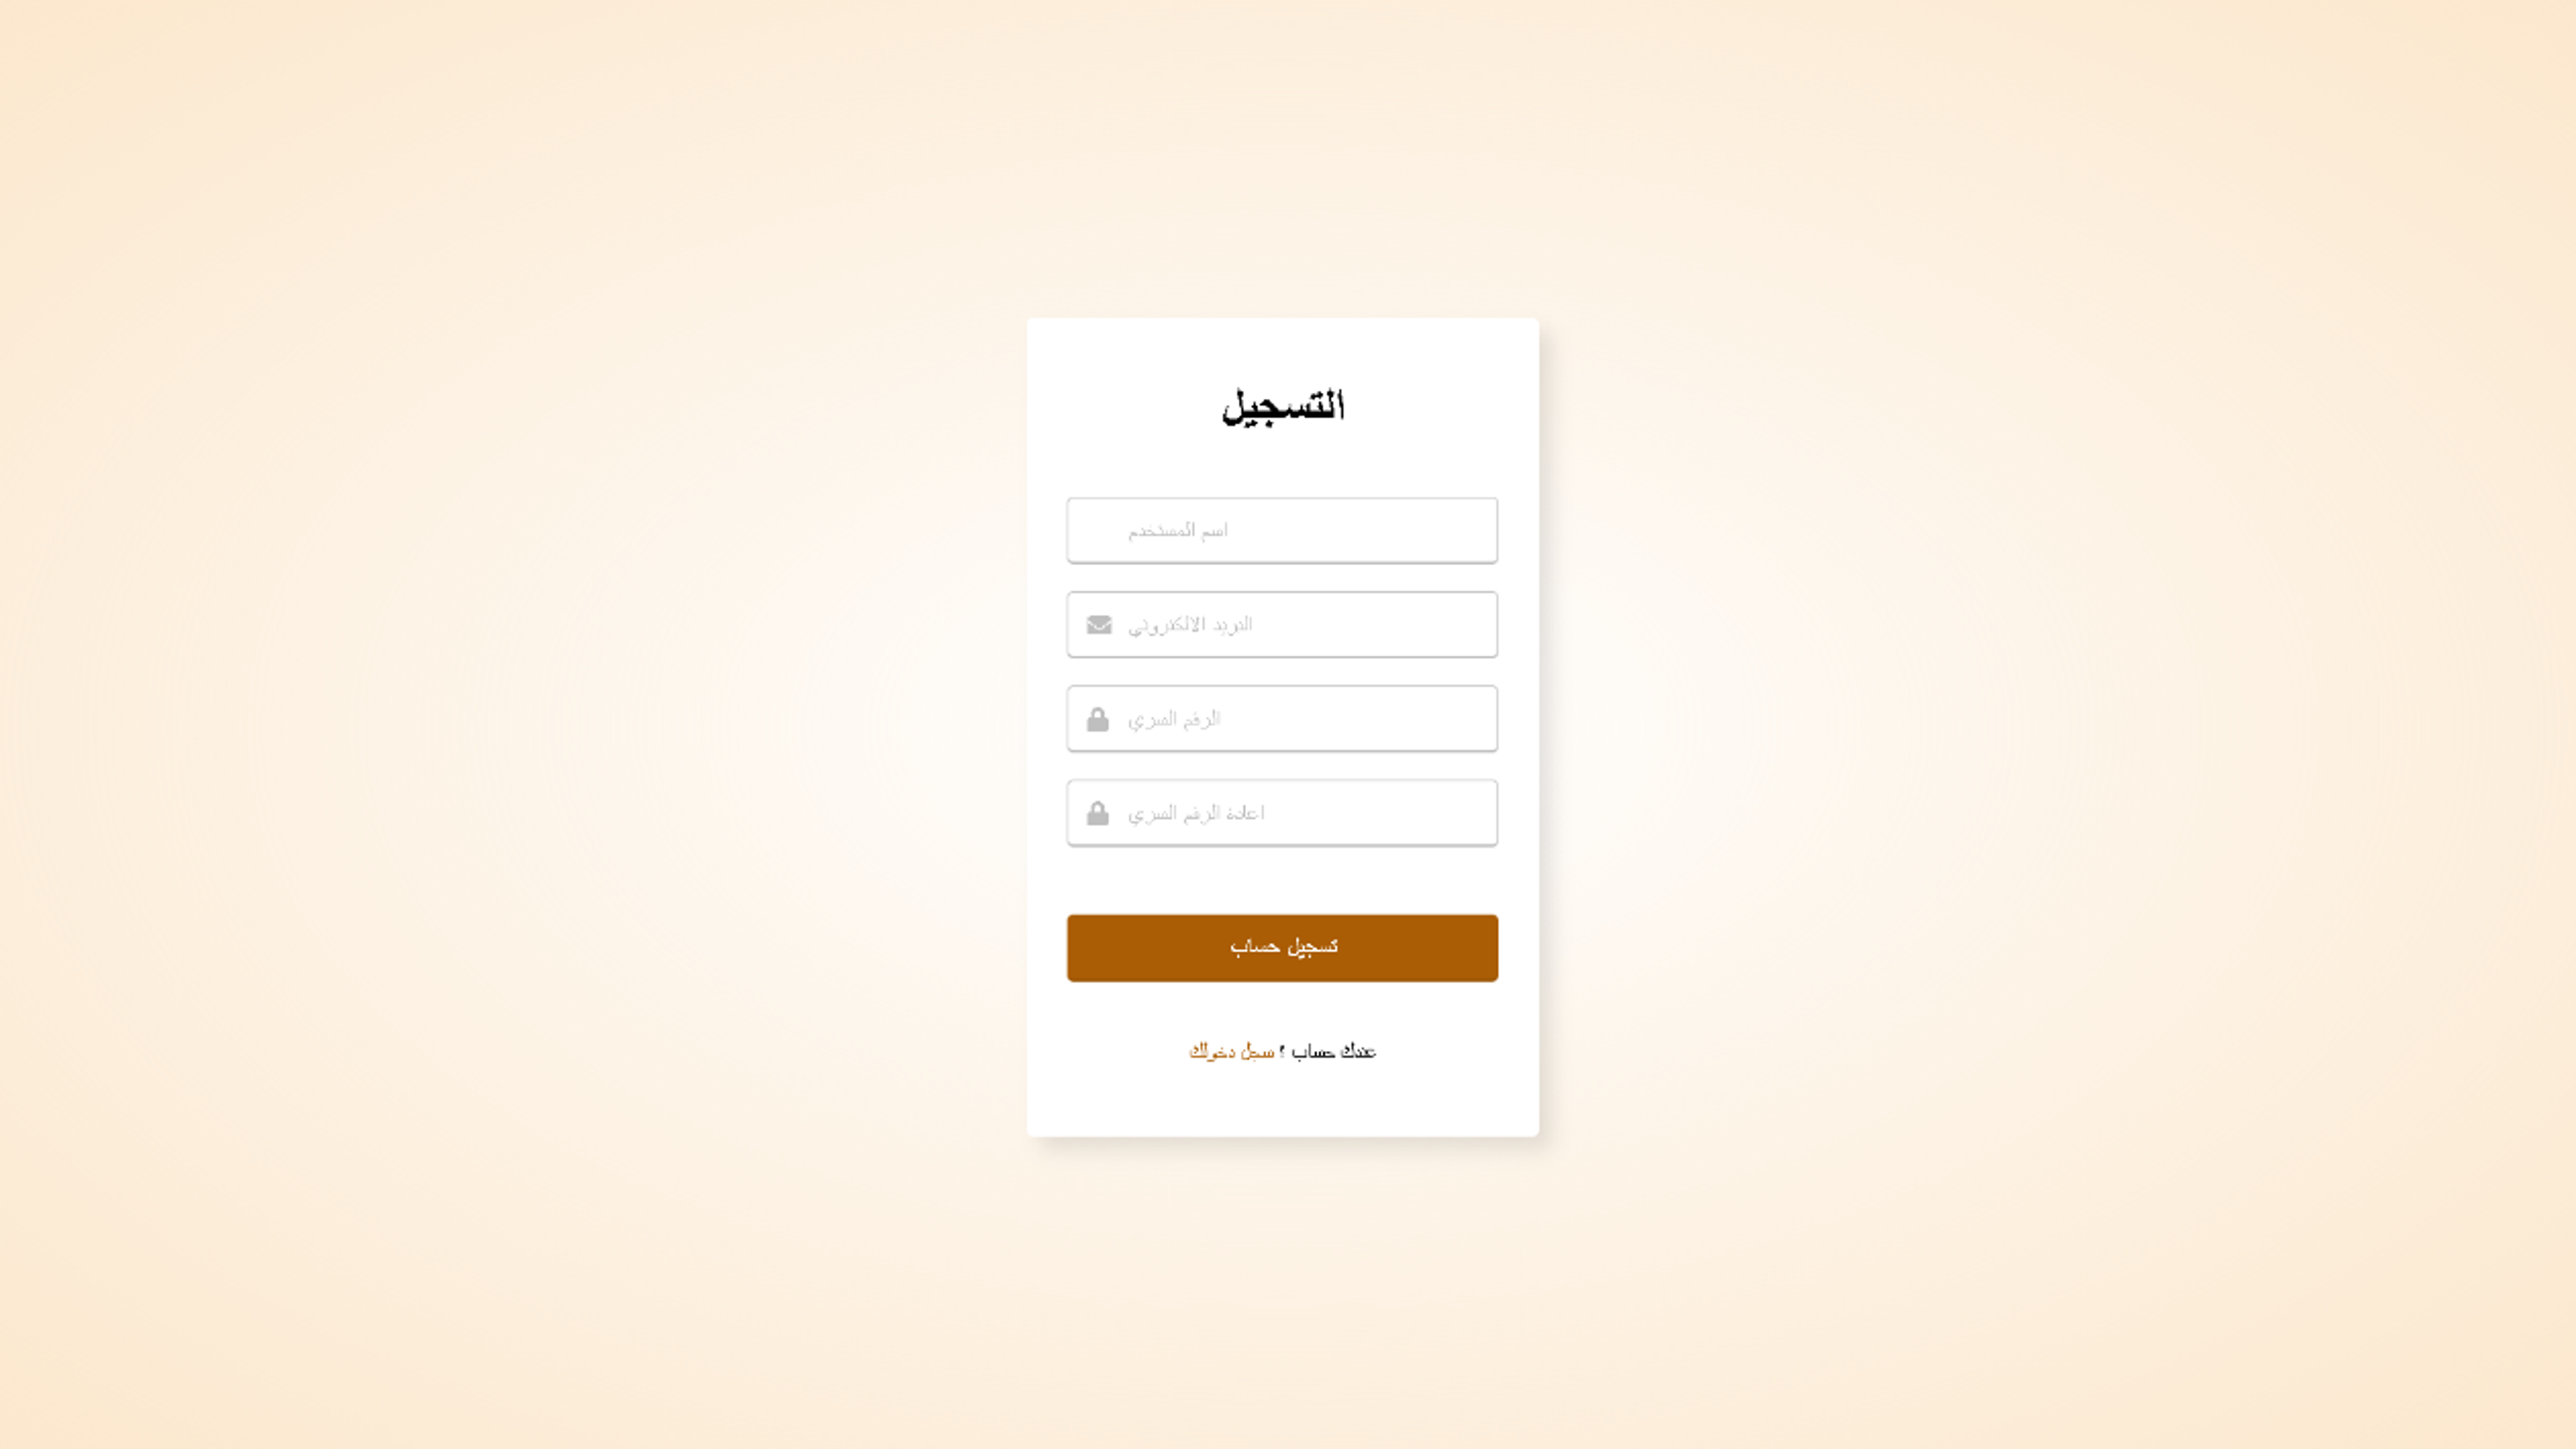 التسجيل
اسم المستخدم
البريد الالكتروني
الرقم السري
اعادة الرقم السري
تسجيل حساب
عندك حساب ؟ سجل دخولك